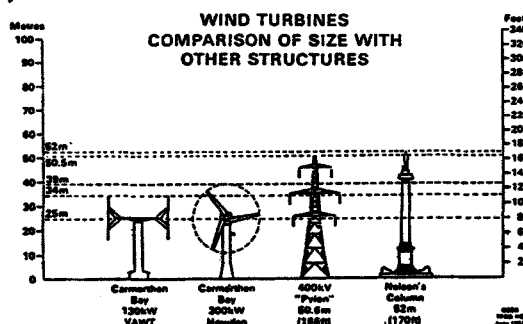 WIND TURBINES
COMPARISON OF SIZE WITH
OTHER STRUCTURES
Metres
100
90
80
70
60
50
40
30
20
10
0
52m
50.5m
39m
34m
25m
Feet
Carmarthen
Bay
130kW
VAWT
Carmarthen
Bay
300kW
400kV
"Pylon"
50.5m
(166ft)
Nelson's
Column
52m
(170ft)